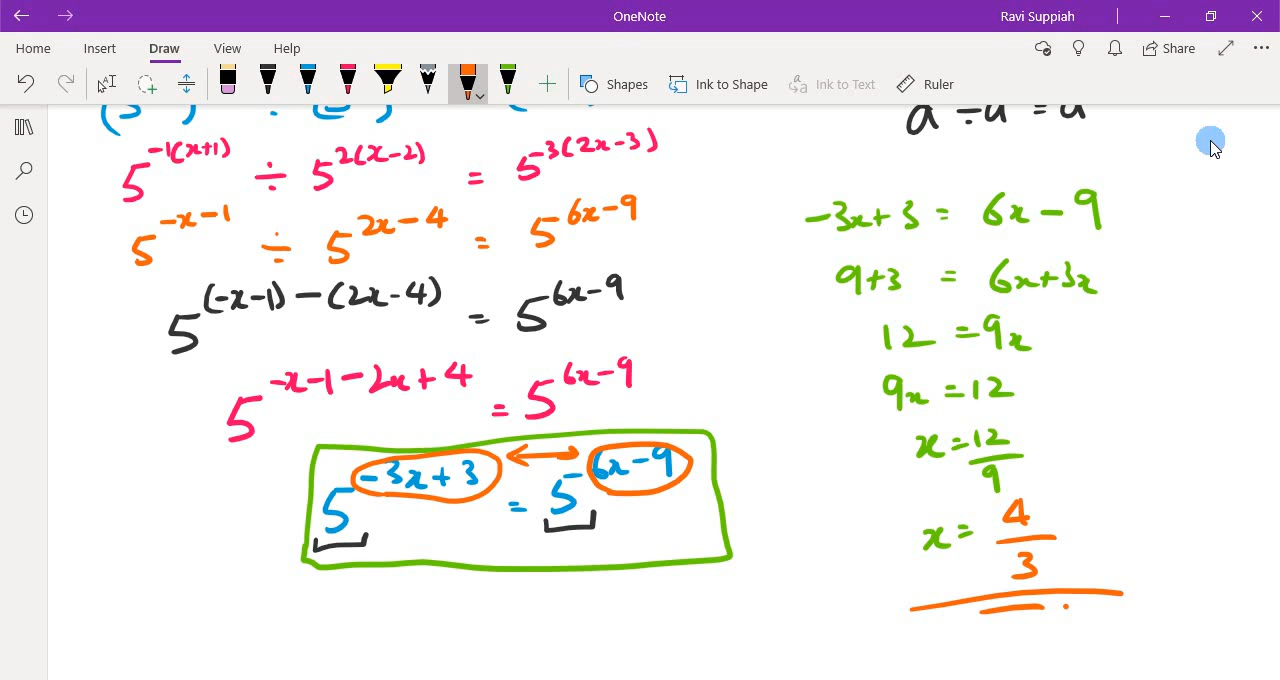 OneNote
Ravi Suppiah
Home Insert Draw View Help
Share
Shapes Ink to Shape Ink to Text Ruler
a ÷ a = a
5^{-1(x+1)} ÷ 5^{2(x-2)} = 5^{-3(2x-3)}
5^{-x-1} ÷ 5^{2x-4} = 5^{6x-9}
5^{(-x-1)-(2x-4)} = 5^{6x-9}
5^{-x-1-2x+4} = 5^{6x-9}
5^{-3x+3} = 5^{6x-9}
-3x+3 = 6x-9
9+3 = 6x+3x
12 = 9x
9x = 12
x = 12/9
x = 4/3